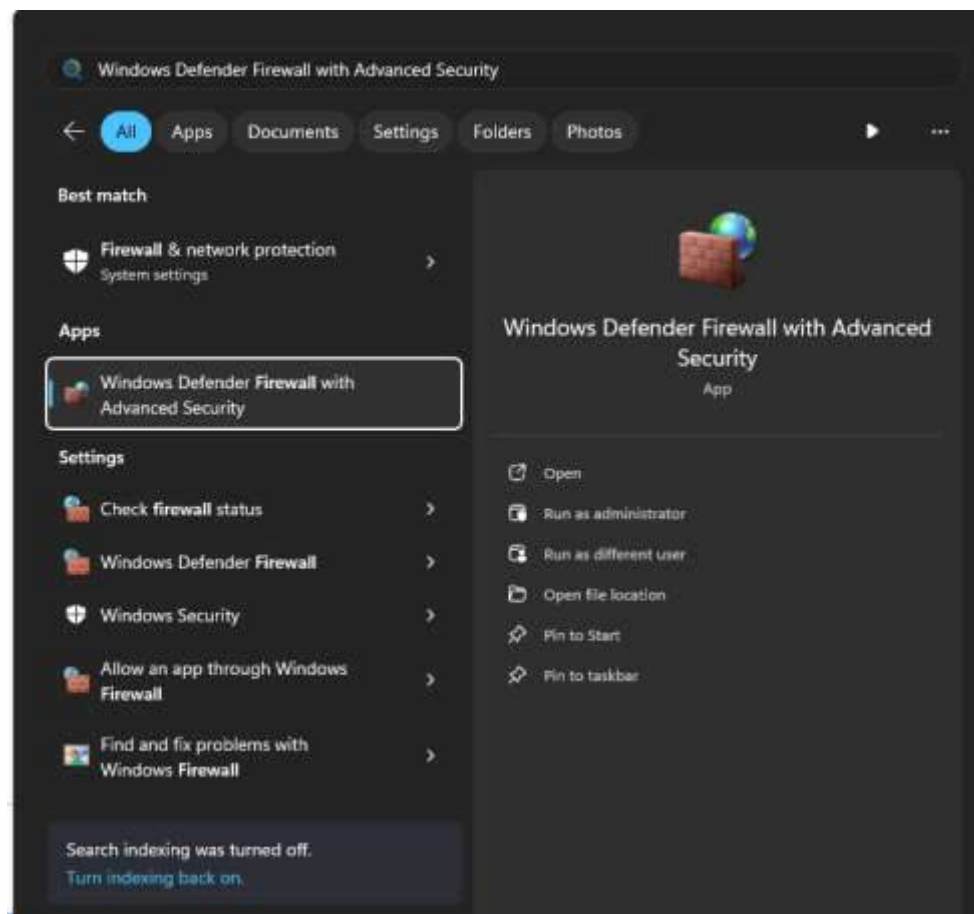 Windows Defender Firewall with Advanced Security
All Apps Documents Settings Folders Photos
Best match
Firewall & network protection
System settings
Apps
Windows Defender Firewall with
Advanced Security
Settings
Check firewall status
Windows Defender Firewall
Windows Security
Allow an app through Windows
Firewall
Find and fix problems with
Windows Firewall
Search indexing was turned off.
Turn indexing back on.
Windows Defender Firewall with Advanced
Security
App
Open
Run as administrator
Run as different user
Open file location
Pin to Start
Pin to taskbar